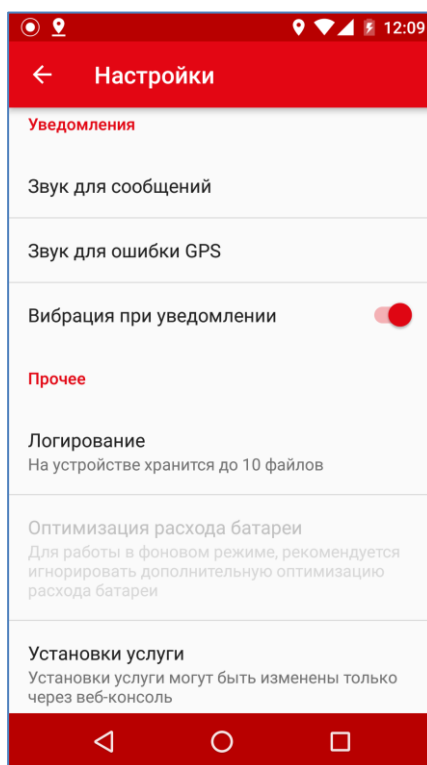 12:09
Настройки
Уведомления
Звук для сообщений
Звук для ошибки GPS
Вибрация при уведомлении
Прочее
Логирование
На устройстве хранится до 10 файлов
Оптимизация расхода батареи
Для работы в фоновом режиме, рекомендуется
игнорировать дополнительную оптимизацию
расхода батареи
Установки услуги
Установки услуги могут быть изменены только
через веб-консоль